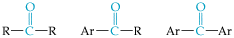 O O O
R—C—R Ar—C—R Ar—C—Ar